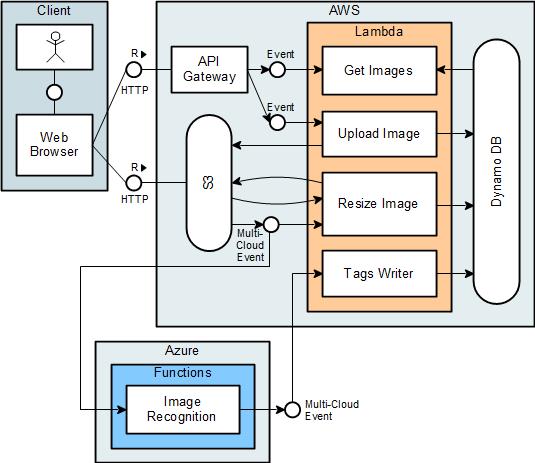 Client
AWS
Lambda
R
HTTP
API
Gateway
Event
Get Images
Event
Upload Image
Web
Browser
R
HTTP
S3
Dynamo DB
Resize Image
Multi-
Cloud
Event
Tags Writer
Azure
Functions
Image
Recognition
Multi-Cloud
Event